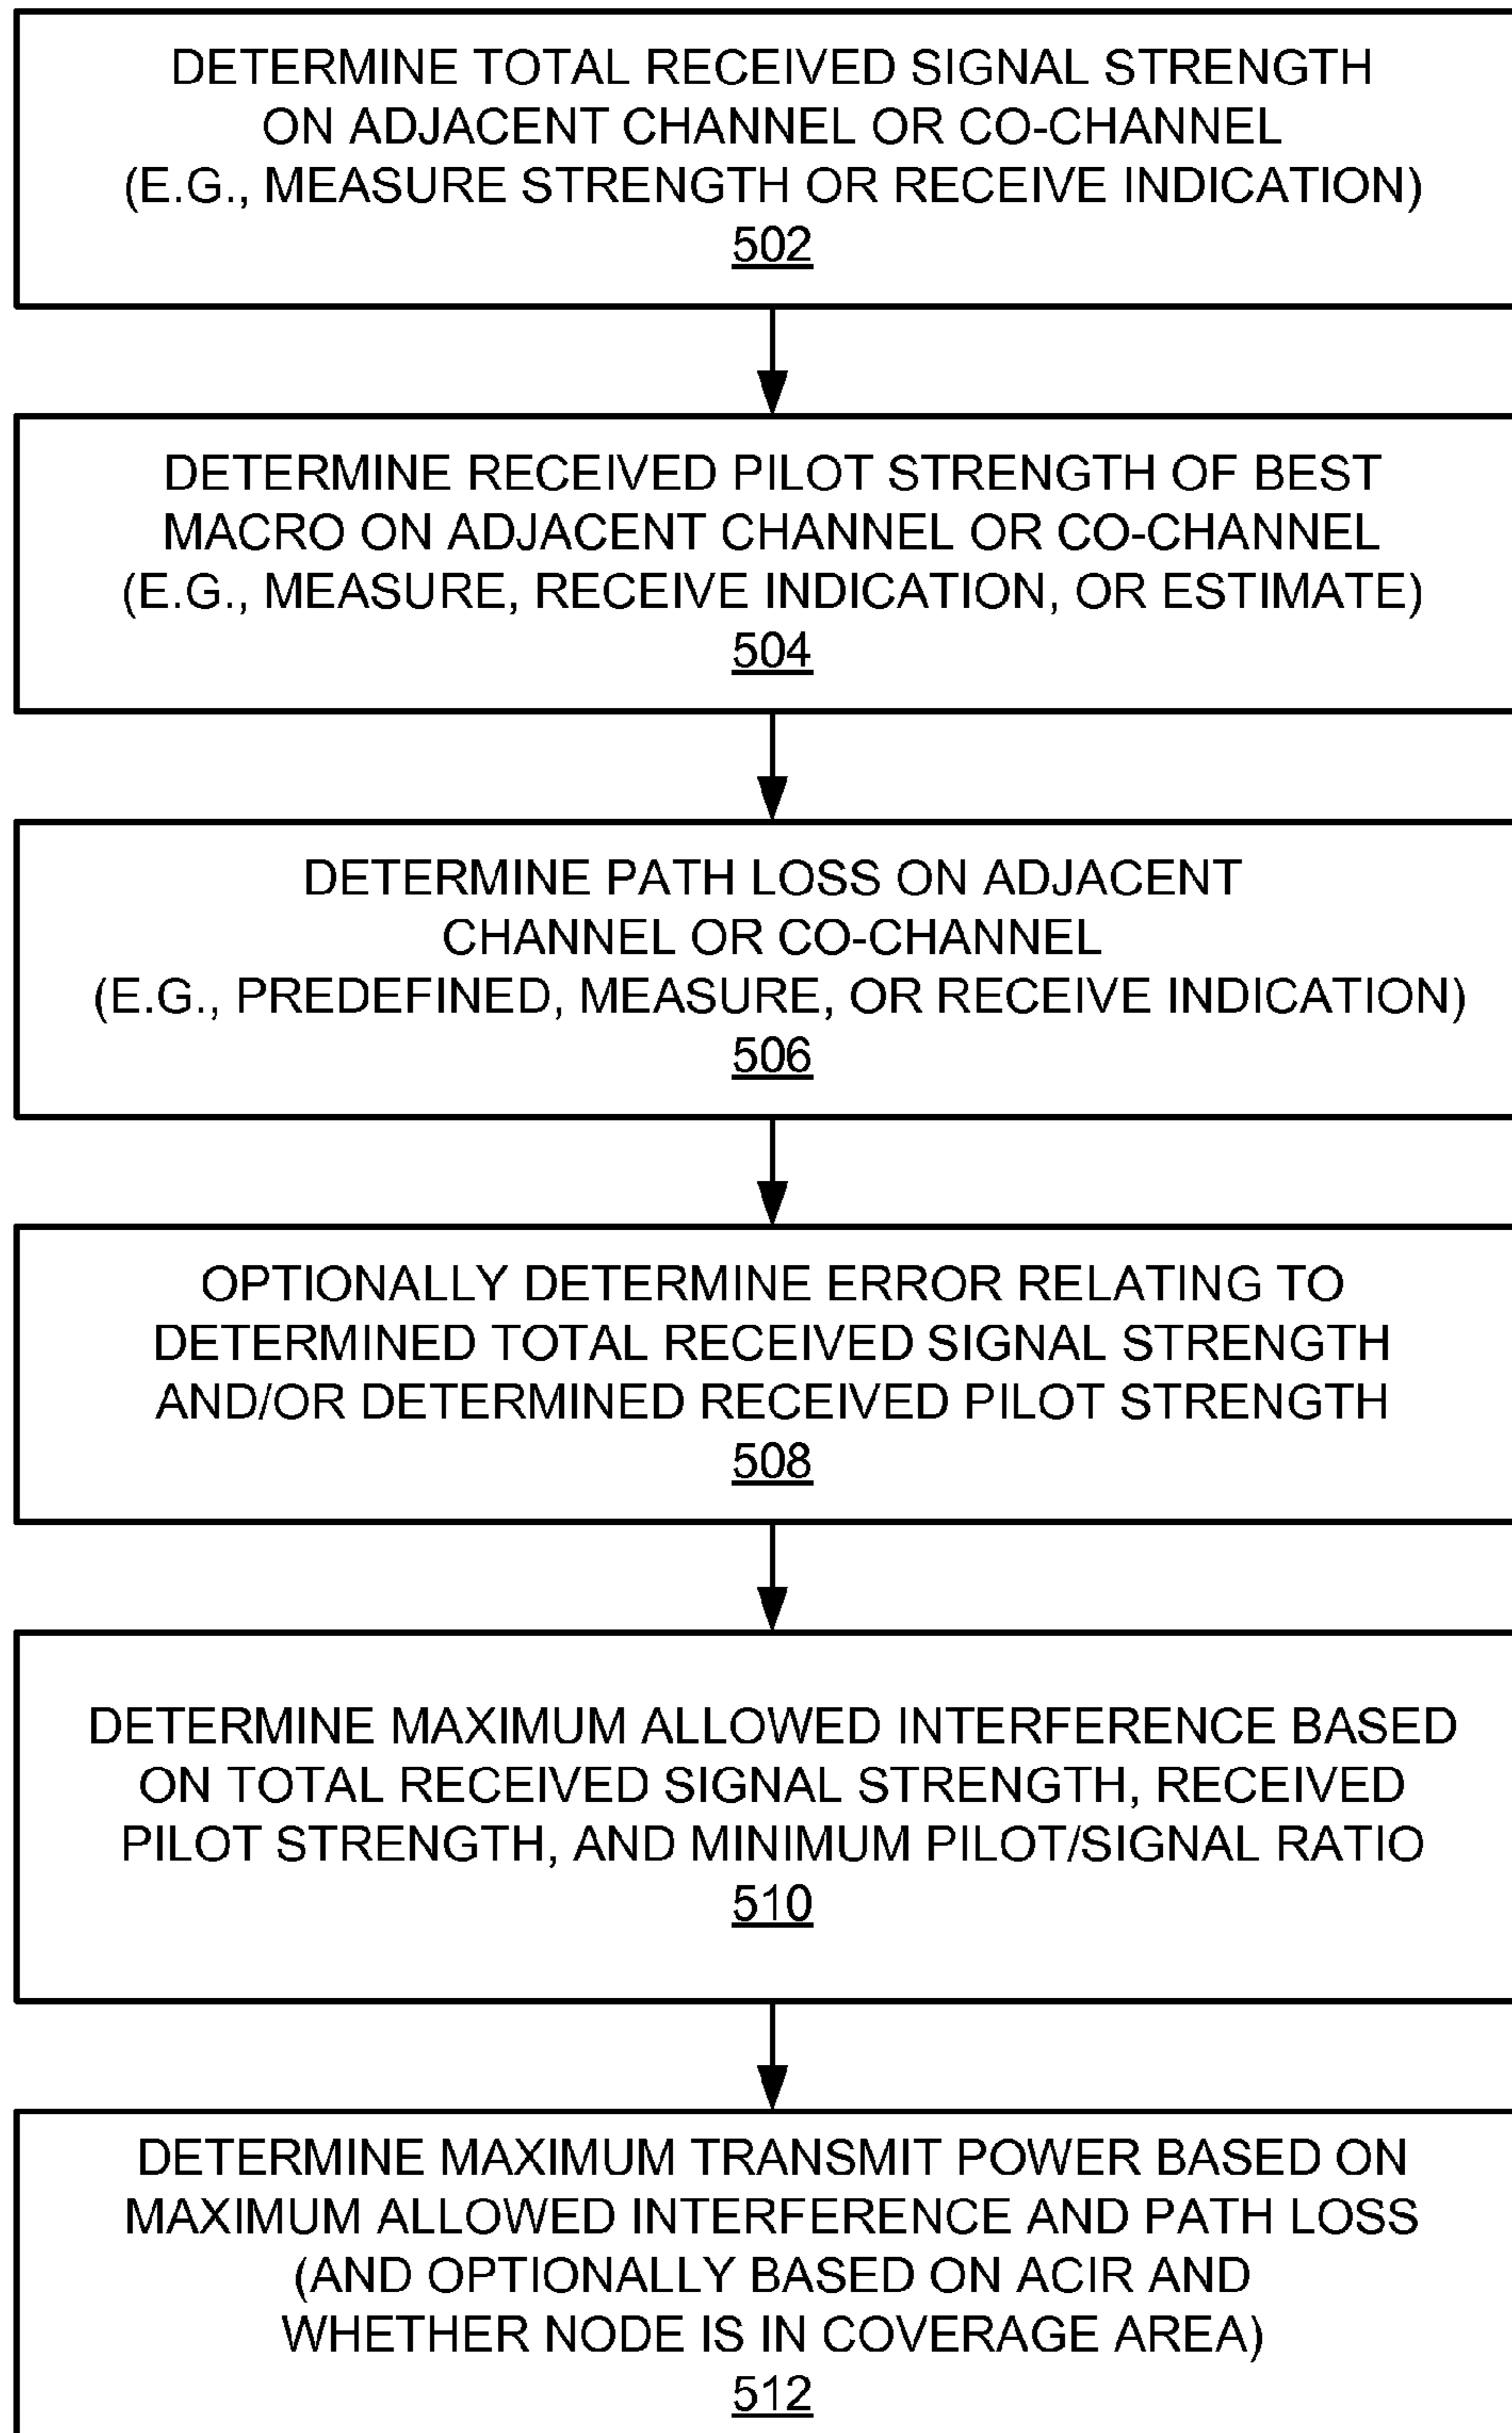 DETERMINE TOTAL RECEIVED SIGNAL STRENGTH
ON ADJACENT CHANNEL OR CO-CHANNEL
(E.G., MEASURE STRENGTH OR RECEIVE INDICATION)
502
DETERMINE RECEIVED PILOT STRENGTH OF BEST
MACRO ON ADJACENT CHANNEL OR CO-CHANNEL
(E.G., MEASURE, RECEIVE INDICATION, OR ESTIMATE)
504
DETERMINE PATH LOSS ON ADJACENT
CHANNEL OR CO-CHANNEL
(E.G., PREDEFINED, MEASURE, OR RECEIVE INDICATION)
506
OPTIONALLY DETERMINE ERROR RELATING TO
DETERMINED TOTAL RECEIVED SIGNAL STRENGTH
AND/OR DETERMINED RECEIVED PILOT STRENGTH
508
DETERMINE MAXIMUM ALLOWED INTERFERENCE BASED
ON TOTAL RECEIVED SIGNAL STRENGTH, RECEIVED
PILOT STRENGTH, AND MINIMUM PILOT/SIGNAL RATIO
510
DETERMINE MAXIMUM TRANSMIT POWER BASED ON
MAXIMUM ALLOWED INTERFERENCE AND PATH LOSS
(AND OPTIONALLY BASED ON ACIR AND
WHETHER NODE IS IN COVERAGE AREA)
512